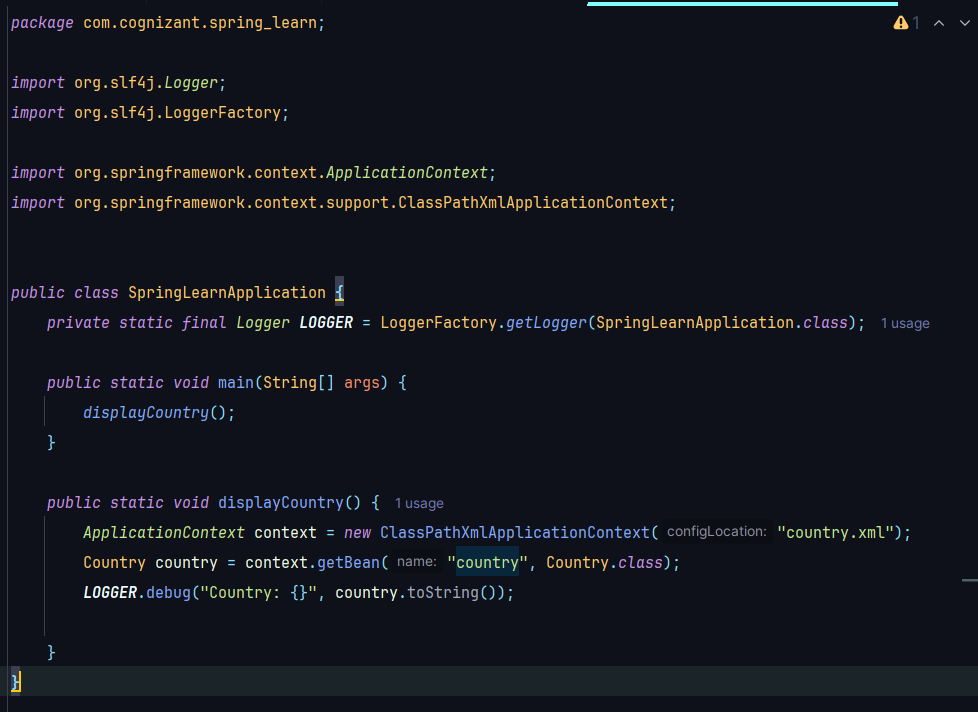 package com.cognizant.spring_learn;
1
import org.slf4j.Logger;
import org.slf4j.LoggerFactory;
import org.springframework.context.ApplicationContext;
import org.springframework.context.support.ClassPathXmlApplicationContext;
public class SpringLearnApplication {
private static final Logger LOGGER = LoggerFactory.getLogger(SpringLearnApplication.class); 1 usage
public static void main(String[] args) {
displayCountry();
}
public static void displayCountry() { 1 usage
ApplicationContext context = new ClassPathXmlApplicationContext( configLocation: "country.xml");
Country country = context.getBean( name: "country", Country.class);
LOGGER.debug("Country: {}", country.toString());
}
}